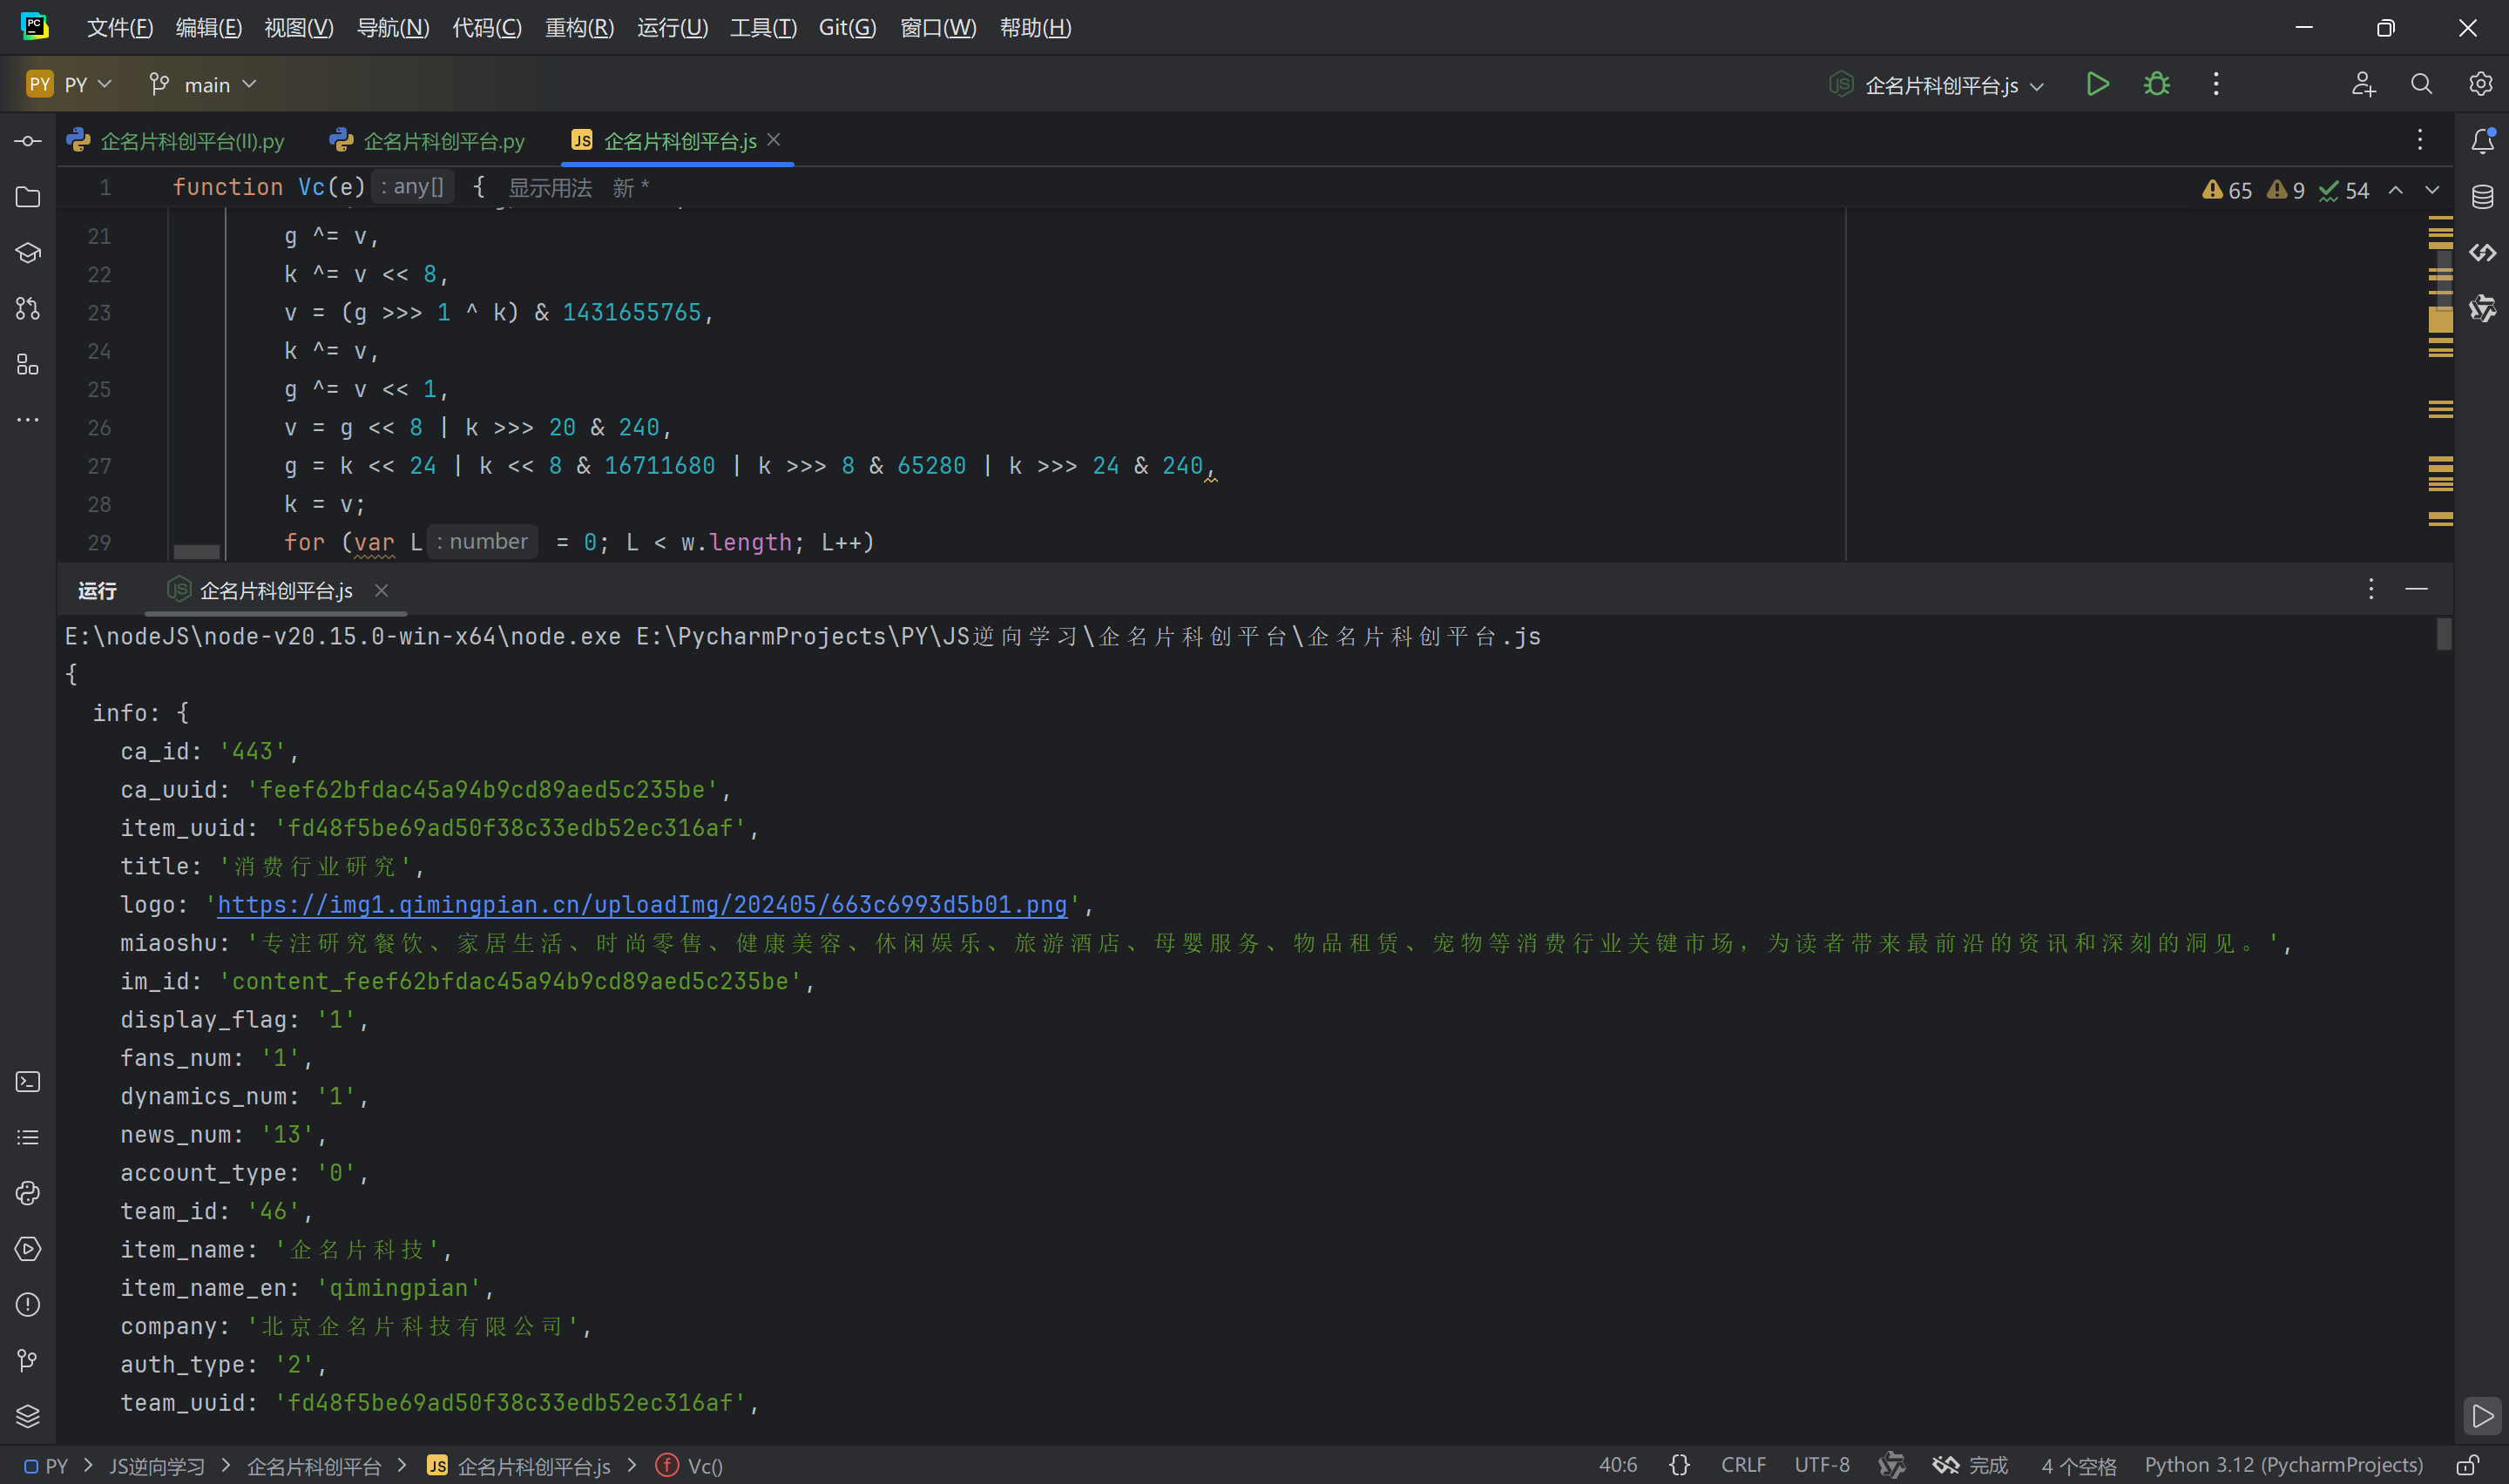 文件(F) 编辑(E) 视图(V) 导航(N) 代码(C) 重构(R) 运行(U) 工具(T) Git(G) 窗口(W) 帮助(H)
PY PY main 企名片科创平台.js
企名片科创平台(II).py 企名片科创平台.py 企名片科创平台.js
1 function Vc(e) : any[] { 显示用法 新 * 65 9 54
21 g ^= v,
22 k ^= v << 8,
23 v = (g >>> 1 ^ k) & 1431655765,
24 k ^= v,
25 g ^= v << 1,
26 v = g << 8 | k >>> 20 & 240,
27 g = k << 24 | k << 8 & 16711680 | k >>> 8 & 65280 | k >>> 24 & 240,
28 k = v;
29 for (var L : number = 0; L < w.length; L++)
运行 企名片科创平台.js
E:\nodeJS\node-v20.15.0-win-x64\node.exe E:\PycharmProjects\PY\JS逆向学习\企名片科创平台\企名片科创平台.js
{
info: {
ca_id: '443',
ca_uuid: 'feef62bfdac45a94b9cd89aed5c235be',
item_uuid: 'fd48f5be69ad50f38c33edb52ec316af',
title: '消费行业研究',
logo: 'https://img1.qimingpian.cn/uploadImg/202405/663c6993d5b01.png',
miaoshu: '专注研究餐饮、家居生活、时尚零售、健康美容、休闲娱乐、旅游酒店、母婴服务、物品租赁、宠物等消费行业关键市场，为读者带来最前沿的资讯和深刻的洞见。',
im_id: 'content_feef62bfdac45a94b9cd89aed5c235be',
display_flag: '1',
fans_num: '1',
dynamics_num: '1',
news_num: '13',
account_type: '0',
team_id: '46',
item_name: '企名片科技',
item_name_en: 'qimingpian',
company: '北京企名片科技有限公司',
auth_type: '2',
team_uuid: 'fd48f5be69ad50f38c33edb52ec316af',
PY > JS逆向学习 > 企名片科创平台 > 企名片科创平台.js > Vc() 40:6 {} CRLF UTF-8 完成 4 个空格 Python 3.12 (PycharmProjects)